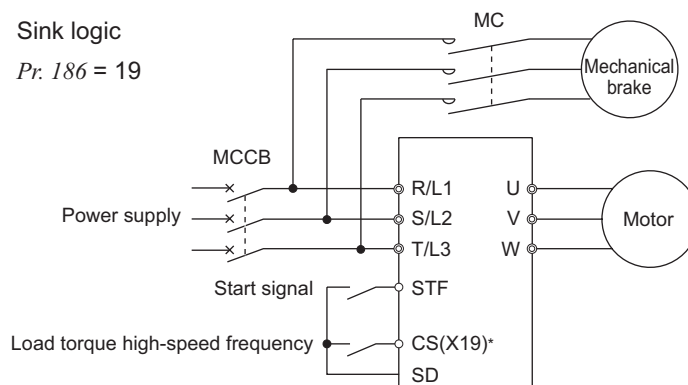 Sink logic
Pr. 186 = 19
MC
Mechanical
brake
MCCB
Power supply
R/L1
S/L2
T/L3
U
V
W
Motor
Start signal
STF
Load torque high-speed frequency
CS(X19)*
SD